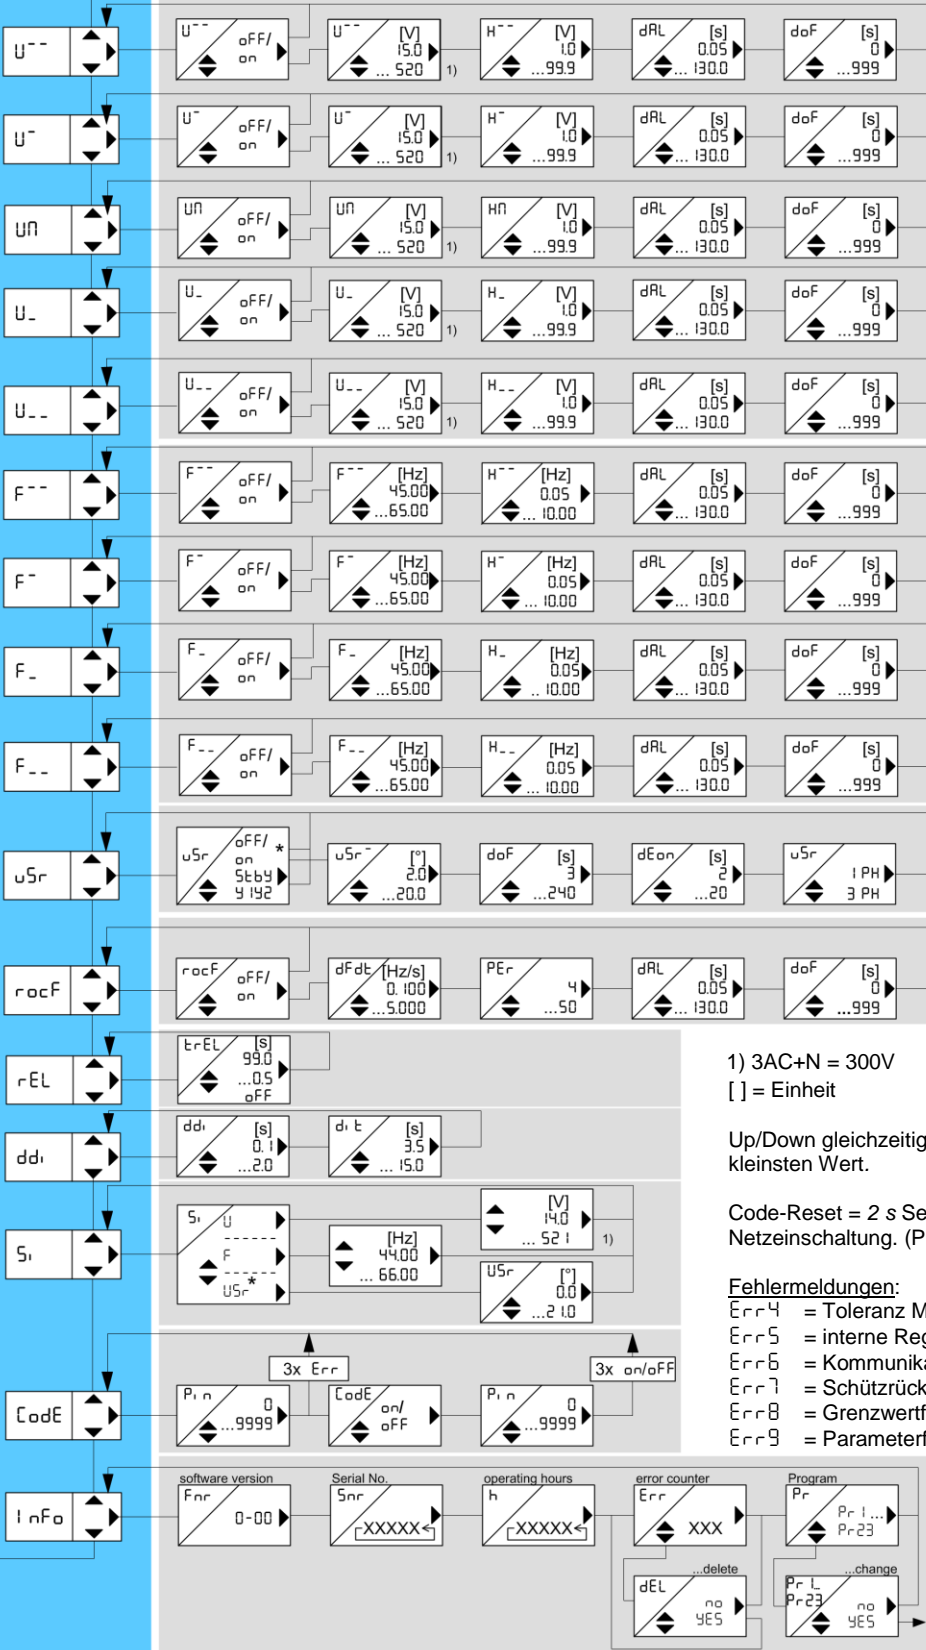 U¯¯ U¯¯ oFF/ on U¯¯ [V] 15.0 ... 520 1) H¯¯ [V] 1.0 ...99.9 dAL [s] 0.05 ... 130.0 doF [s] 0 ...999
U¯ U¯ oFF/ on U¯ [V] 15.0 ... 520 1) H¯ [V] 1.0 ...99.9 dAL [s] 0.05 ... 130.0 doF [s] 0 ...999
Un Un oFF/ on Un [V] 15.0 ... 520 1) Hn [V] 1.0 ...99.9 dAL [s] 0.05 ... 130.0 doF [s] 0 ...999
U_ U_ oFF/ on U_ [V] 15.0 ... 520 1) H_ [V] 1.0 ...99.9 dAL [s] 0.05 ... 130.0 doF [s] 0 ...999
U__ U__ oFF/ on U__ [V] 15.0 ... 520 1) H__ [V] 1.0 ...99.9 dAL [s] 0.05 ... 130.0 doF [s] 0 ...999
F¯¯ F¯¯ oFF/ on F¯¯ [Hz] 45.00 ...65.00 H¯¯ [Hz] 0.05 ... 10.00 dAL [s] 0.05 ... 130.0 doF [s] 0 ...999
F¯ F¯ oFF/ on F¯ [Hz] 45.00 ...65.00 H¯ [Hz] 0.05 ... 10.00 dAL [s] 0.05 ... 130.0 doF [s] 0 ...999
F_ F_ oFF/ on F_ [Hz] 45.00 ...65.00 H_ [Hz] 0.05 .. 10.00 dAL [s] 0.05 ... 130.0 doF [s] 0 ...999
F__ F__ oFF/ on F__ [Hz] 45.00 ...65.00 H__ [Hz] 0.05 ... 10.00 dAL [s] 0.05 ... 130.0 doF [s] 0 ...999
uSr uSr oFF/ * on Stby y 1y2 uSr¯ [°] 2.0 ...20.0 doF [s] 3 ...240 dEon [s] 2 ...20 uSr 1 PH 3 PH
rocF rocF oFF/ on dFdt [Hz/s] 0.100 ...5.000 PEr 4 ...50 dAL [s] 0.05 ... 130.0 doF [s] 0 ...999
rEL trEL [s] 99.0 ...0.5 oFF
1) 3AC+N = 300V
[ ] = Einheit
ddi ddi [s] 0.1 ...2.0 dit [s] 3.5 ... 15.0
Up/Down gleichzeitig
kleinsten Wert.
Si Si U F USr* [Hz] 44.00 ... 66.00 [V] 14.0 ... 521 1) USr [°] 0.0 ...21.0
Code-Reset = 2 s Se
Netzeinschaltung. (P
Fehlermeldungen:
Err4 = Toleranz M
Err5 = interne Reg
Err6 = Kommunika
Err7 = Schützrück
Err8 = Grenzwertf
Err9 = Parameterf
3x Err 3x on/oFF
CodE Pin 0 ...9999 CodE on/ oFF Pin 0 ...9999
software version Serial No. operating hours error counter Program
InFo Fnr 0-00 Snr XXXXX h XXXXX Err XXX Pr Pr1... Pr23
...delete ...change
dEL no YES Pr1_ Pr23 no YES